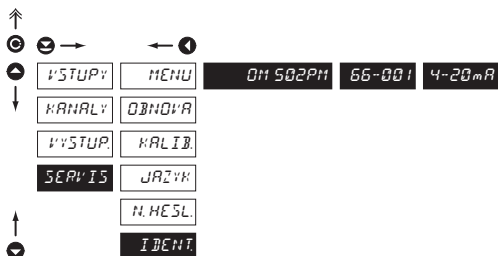 VSTUPY MENU OM 502PM 66-001 4-20mA
KANALY OBNOVA
VYSTUP. KALIB.
SERVIS JAZYK
N. HESL.
IDENT.